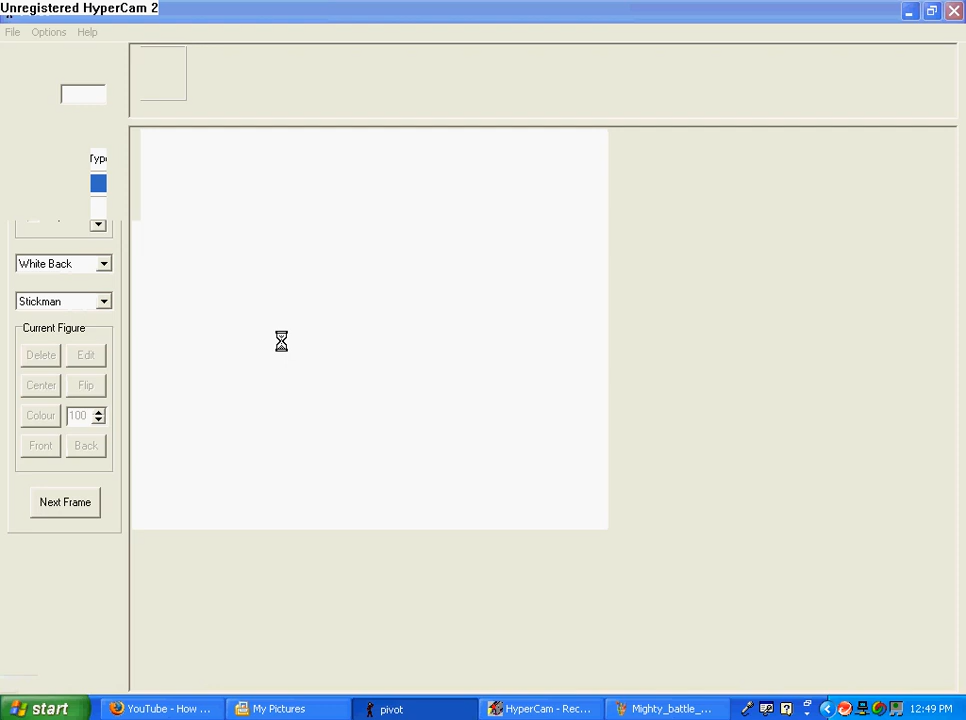 Unregistered HyperCam 2
File Options Help
Type
White Back
Stickman
Current Figure
Delete Edit
Center Flip
Colour 100
Front Back
Next Frame
start YouTube - How ... My Pictures pivot HyperCam - Rec... Mighty_battle_... 12:49 PM